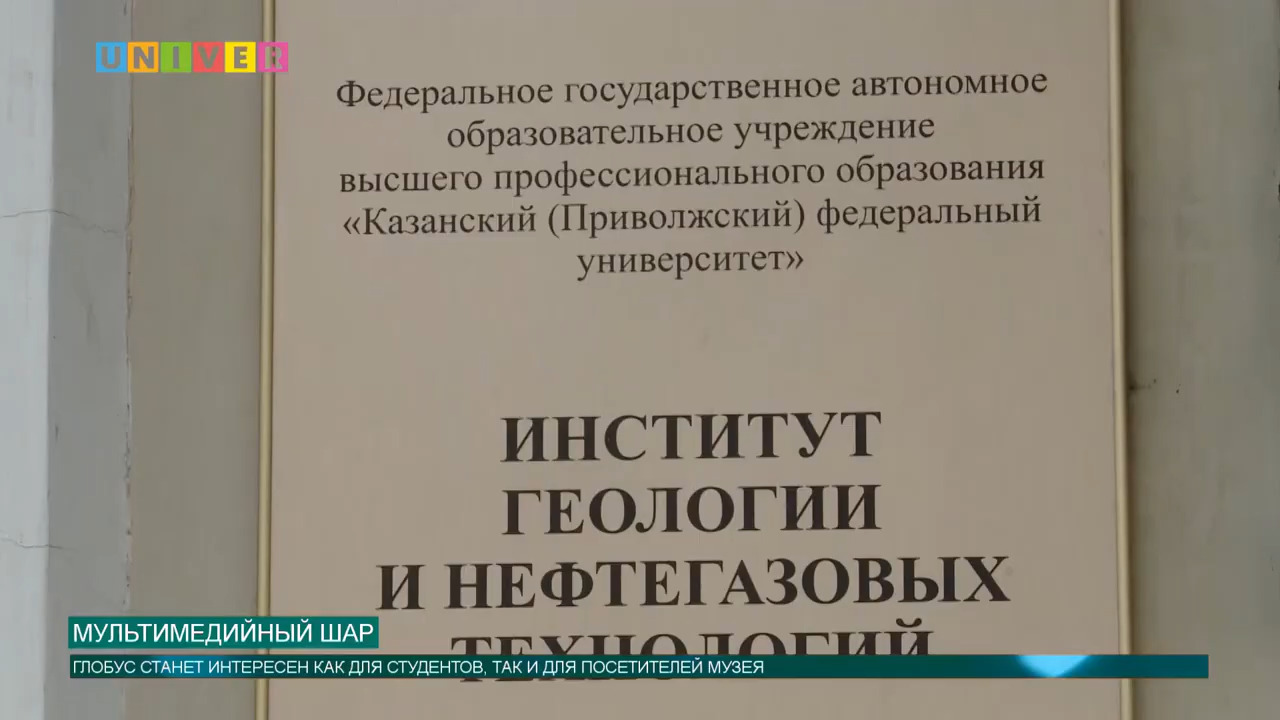 UNIVER
Федеральное государственное автономное
образовательное учреждение
высшего профессионального образования
«Казанский (Приволжский) федеральный
университет»
ИНСТИТУТ
ГЕОЛОГИИ
И НЕФТЕГАЗОВЫХ
ТЕХНОЛОГИЙ
МУЛЬТИМЕДИЙНЫЙ ШАР
ГЛОБУС СТАНЕТ ИНТЕРЕСЕН КАК ДЛЯ СТУДЕНТОВ, ТАК И ДЛЯ ПОСЕТИТЕЛЕЙ МУЗЕЯ